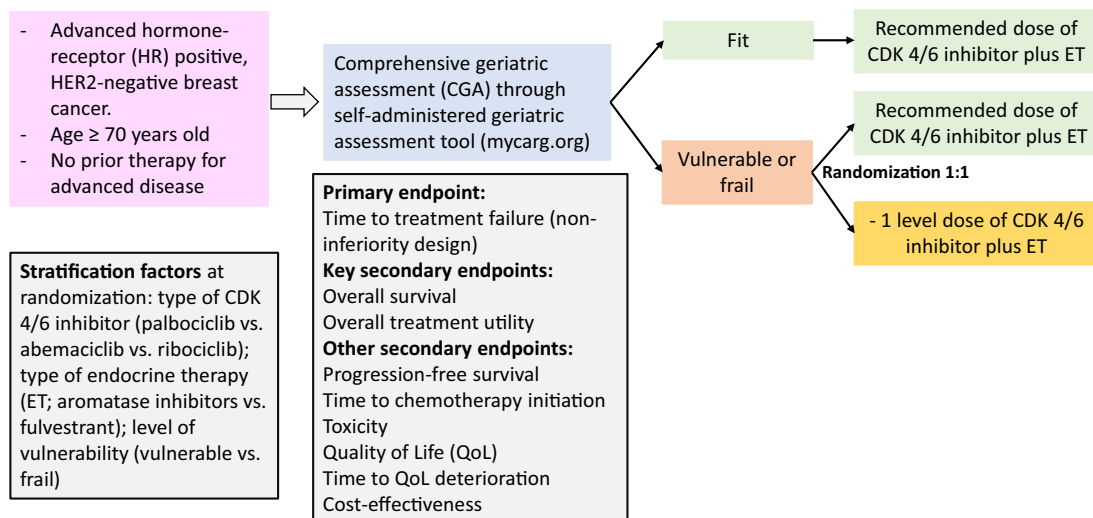 - Advanced hormone-
receptor (HR) positive,
HER2-negative breast
cancer.
- Age ≥ 70 years old
- No prior therapy for
advanced disease
Comprehensive geriatric
assessment (CGA) through
self-administered geriatric
assessment tool (mycarg.org)
Fit
Recommended dose of
CDK 4/6 inhibitor plus ET
Vulnerable or
frail
Randomization 1:1
Recommended dose of
CDK 4/6 inhibitor plus ET
- 1 level dose of CDK 4/6
inhibitor plus ET
Stratification factors at
randomization: type of CDK
4/6 inhibitor (palbociclib vs.
abemaciclib vs. ribociclib);
type of endocrine therapy
(ET; aromatase inhibitors vs.
fulvestrant); level of
vulnerability (vulnerable vs.
frail)
Primary endpoint:
Time to treatment failure (non-
inferiority design)
Key secondary endpoints:
Overall survival
Overall treatment utility
Other secondary endpoints:
Progression-free survival
Time to chemotherapy initiation
Toxicity
Quality of Life (QoL)
Time to QoL deterioration
Cost-effectiveness